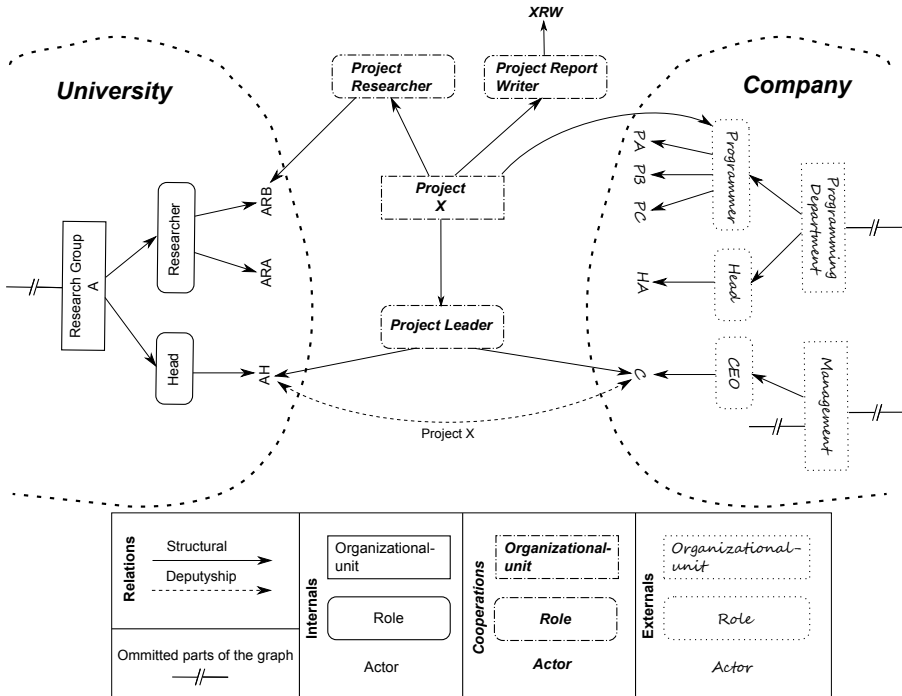 XRW
Project
Researcher
Project Report
Writer
University
Company
Programmer
PA
PB
PC
Programming
Department
Project
X
ARB
ARA
Researcher
Research Group
A
Head
AH
Project Leader
HA
Head
C
CEO
Management
Project X
Relations
Structural
Deputyship
Ommitted parts of the graph
Internals
Organizational-
unit
Role
Actor
Cooperations
Organizational-
unit
Role
Actor
Externals
Organizational-
unit
Role
Actor